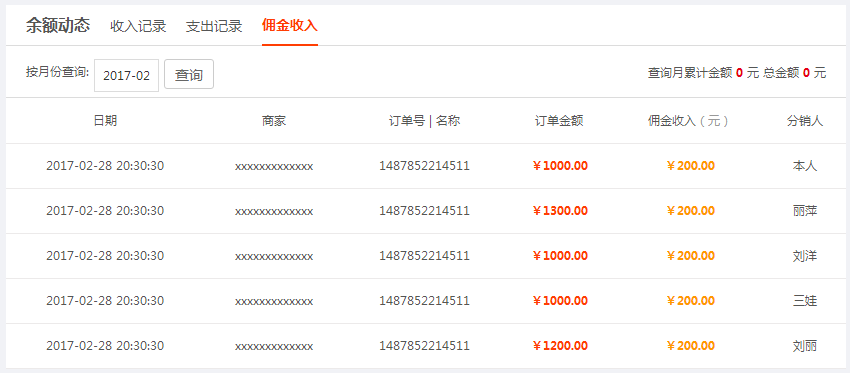 余额动态 收入记录 支出记录 佣金收入
按月份查询: 2017-02 查询 查询月累计金额 0 元 总金额 0 元
日期 商家 订单号 | 名称 订单金额 佣金收入（元） 分销人
2017-02-28 20:30:30 xxxxxxxxxxxxx 1487852214511 ￥1000.00 ￥200.00 本人
2017-02-28 20:30:30 xxxxxxxxxxxxx 1487852214511 ￥1300.00 ￥200.00 丽萍
2017-02-28 20:30:30 xxxxxxxxxxxxx 1487852214511 ￥1000.00 ￥200.00 刘洋
2017-02-28 20:30:30 xxxxxxxxxxxxx 1487852214511 ￥1000.00 ￥200.00 三娃
2017-02-28 20:30:30 xxxxxxxxxxxxx 1487852214511 ￥1200.00 ￥200.00 刘丽